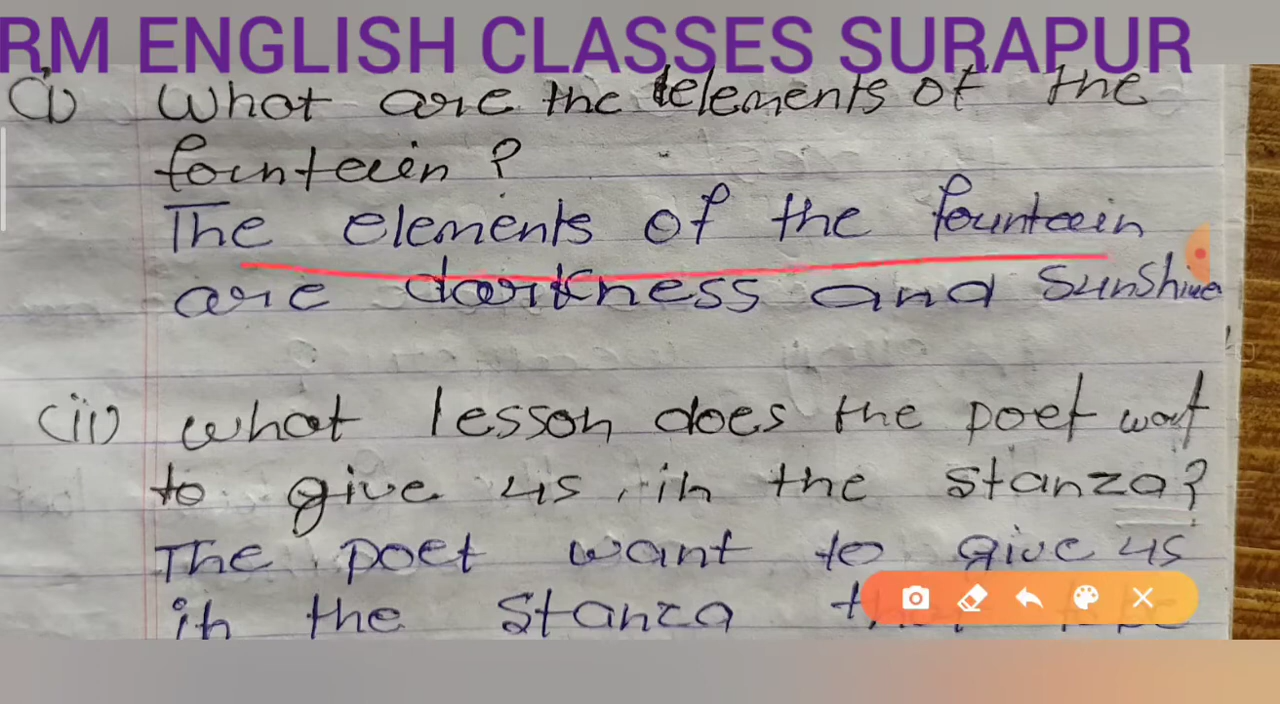 RM ENGLISH CLASSES SURAPUR
(i) What are the elements of the
fountain ?
The elements of the fountain
are darkness and sunshine
(ii) what lesson does the poet want
to give us in the stanza?
The poet want to give us
in the stanza